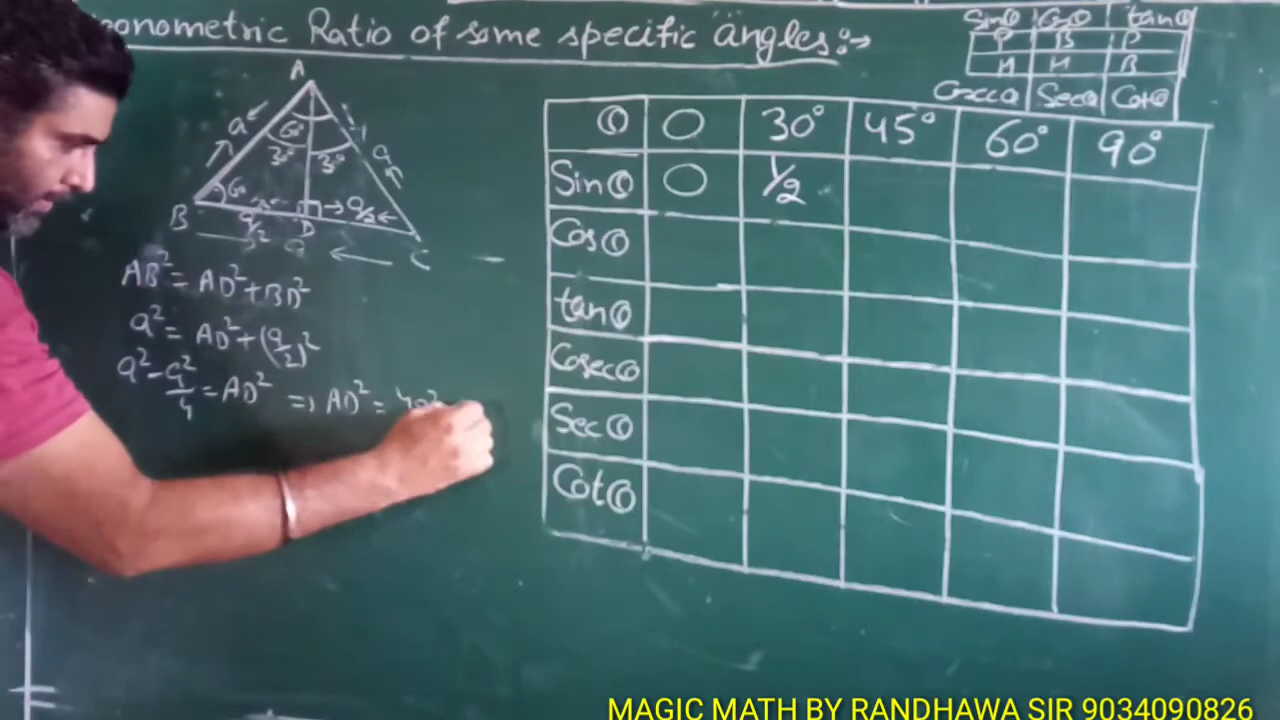 onometric Ratio of some specific angles:→
Sinθ Cosθ tanθ
P B P
H H B
Cosecθ Secθ Cotθ
A
a
60°
30° 30°
a
B 60° a/2 D a/2 C
a
AB² = AD² + BD²
a² = AD² + (a/2)²
a² - a²/4 = AD² => AD² = 4a²
θ 0 30° 45° 60° 90°
Sinθ 0 1/2
Cosθ
tanθ
Cosecθ
Secθ
Cotθ
MAGIC MATH BY RANDHAWA SIR 9034090826